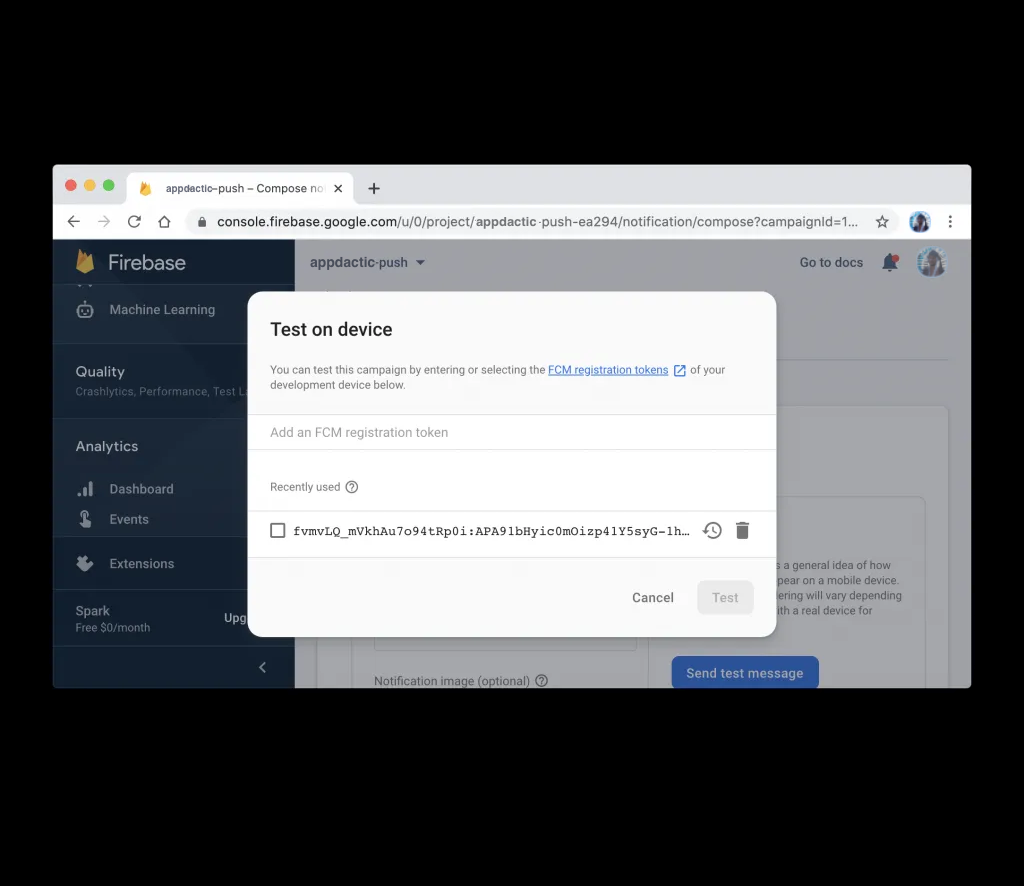 appdactic-push – Compose no
console.firebase.google.com/u/0/project/appdactic-push-ea294/notification/compose?campaignId=1...
Firebase
appdactic-push
Go to docs
Machine Learning
Quality
Crashlytics, Performance, Test La
Analytics
Dashboard
Events
Extensions
Spark
Free $0/month
Upg
Test on device
You can test this campaign by entering or selecting the FCM registration tokens of your
development device below.
Add an FCM registration token
Recently used
fvmvLQ_mVkhAu7o94tRp0i:APA91bHyic0mOizp41Y5syG-1h…
Cancel
Test
s a general idea of how
pear on a mobile device.
ering will vary depending
th a real device for
Notification image (optional)
Send test message